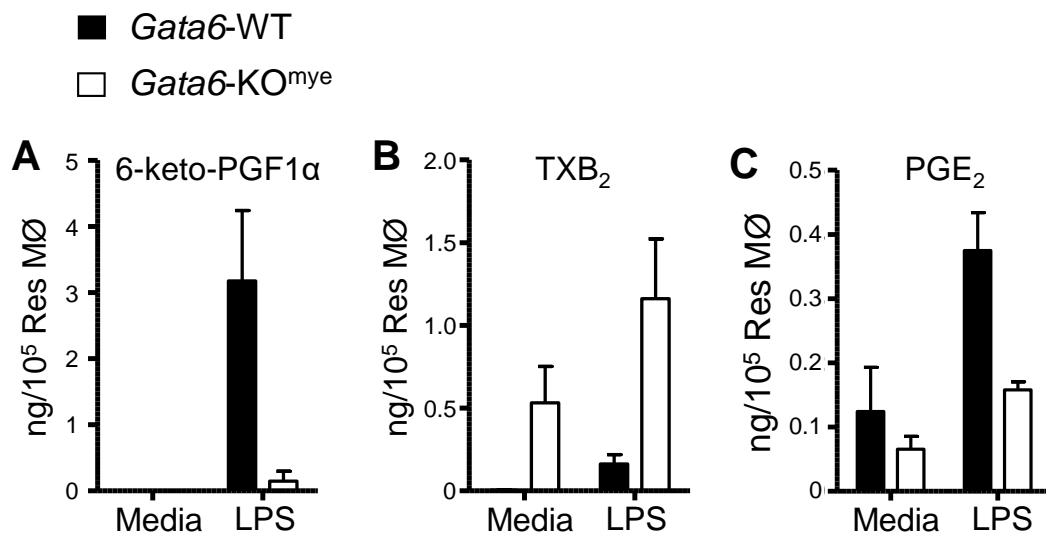 Gata6-WT
Gata6-KOᵐʸᵉ
A
6-keto-PGF1α
ng/10⁵ Res MØ
5
4
3
2
1
0
Media LPS
B
TXB₂
ng/10⁵ Res MØ
2.0
1.5
1.0
0.5
0
Media LPS
C
PGE₂
ng/10⁵ Res MØ
0.5
0.4
0.3
0.2
0.1
0.0
Media LPS